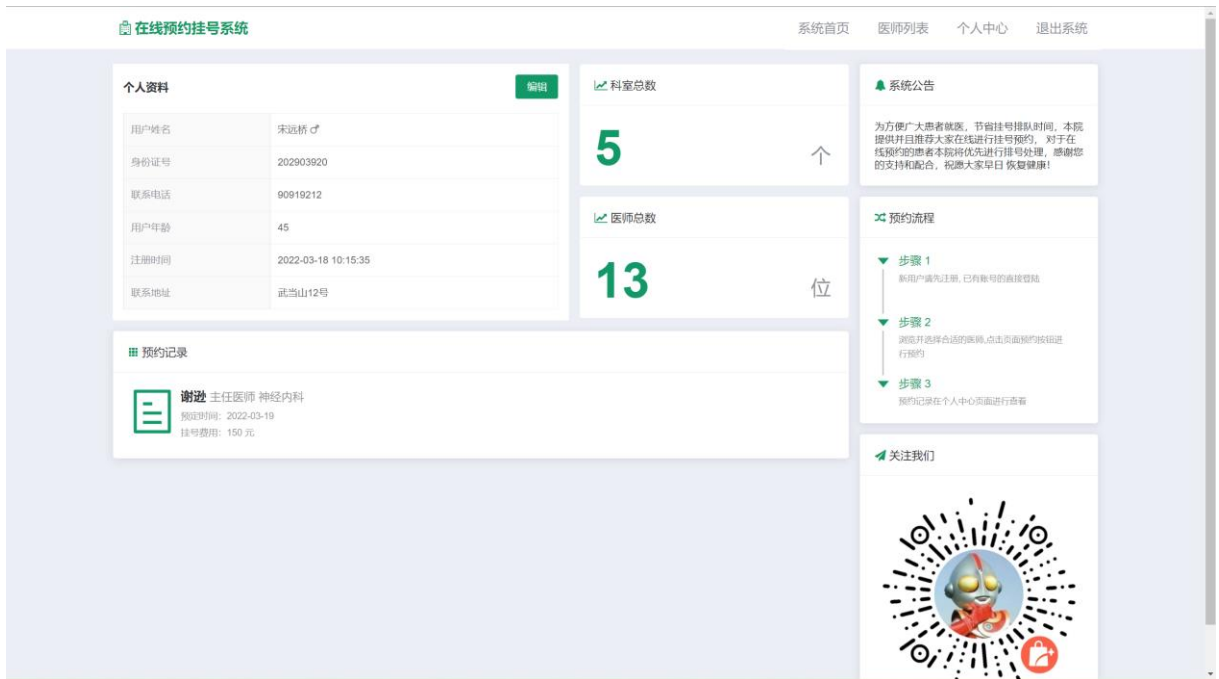 在线预约挂号系统
系统首页 医师列表 个人中心 退出系统
个人资料
编辑
用户姓名 宋远桥
身份证号 202903920
联系电话 90919212
用户年龄 45
注册时间 2022-03-18 10:15:35
联系地址 武当山12号
预约记录
谢逊 主任医师 神经内科
预定时间: 2022-03-19
挂号费用: 150 元
科室总数
5 个
医师总数
13 位
系统公告
为方便广大患者就医，节省挂号排队时间，本院
提供并且推荐大家在线进行挂号预约， 对于在
线预约的患者本院将优先进行排号处理，感谢您
的支持和配合，祝愿大家早日 恢复健康!
预约流程
步骤 1
新用户请先注册, 已有账号的直接登陆
步骤 2
浏览并选择合适的医师,点击页面预约按钮进
行预约
步骤 3
预约记录在个人中心页面进行查看
关注我们